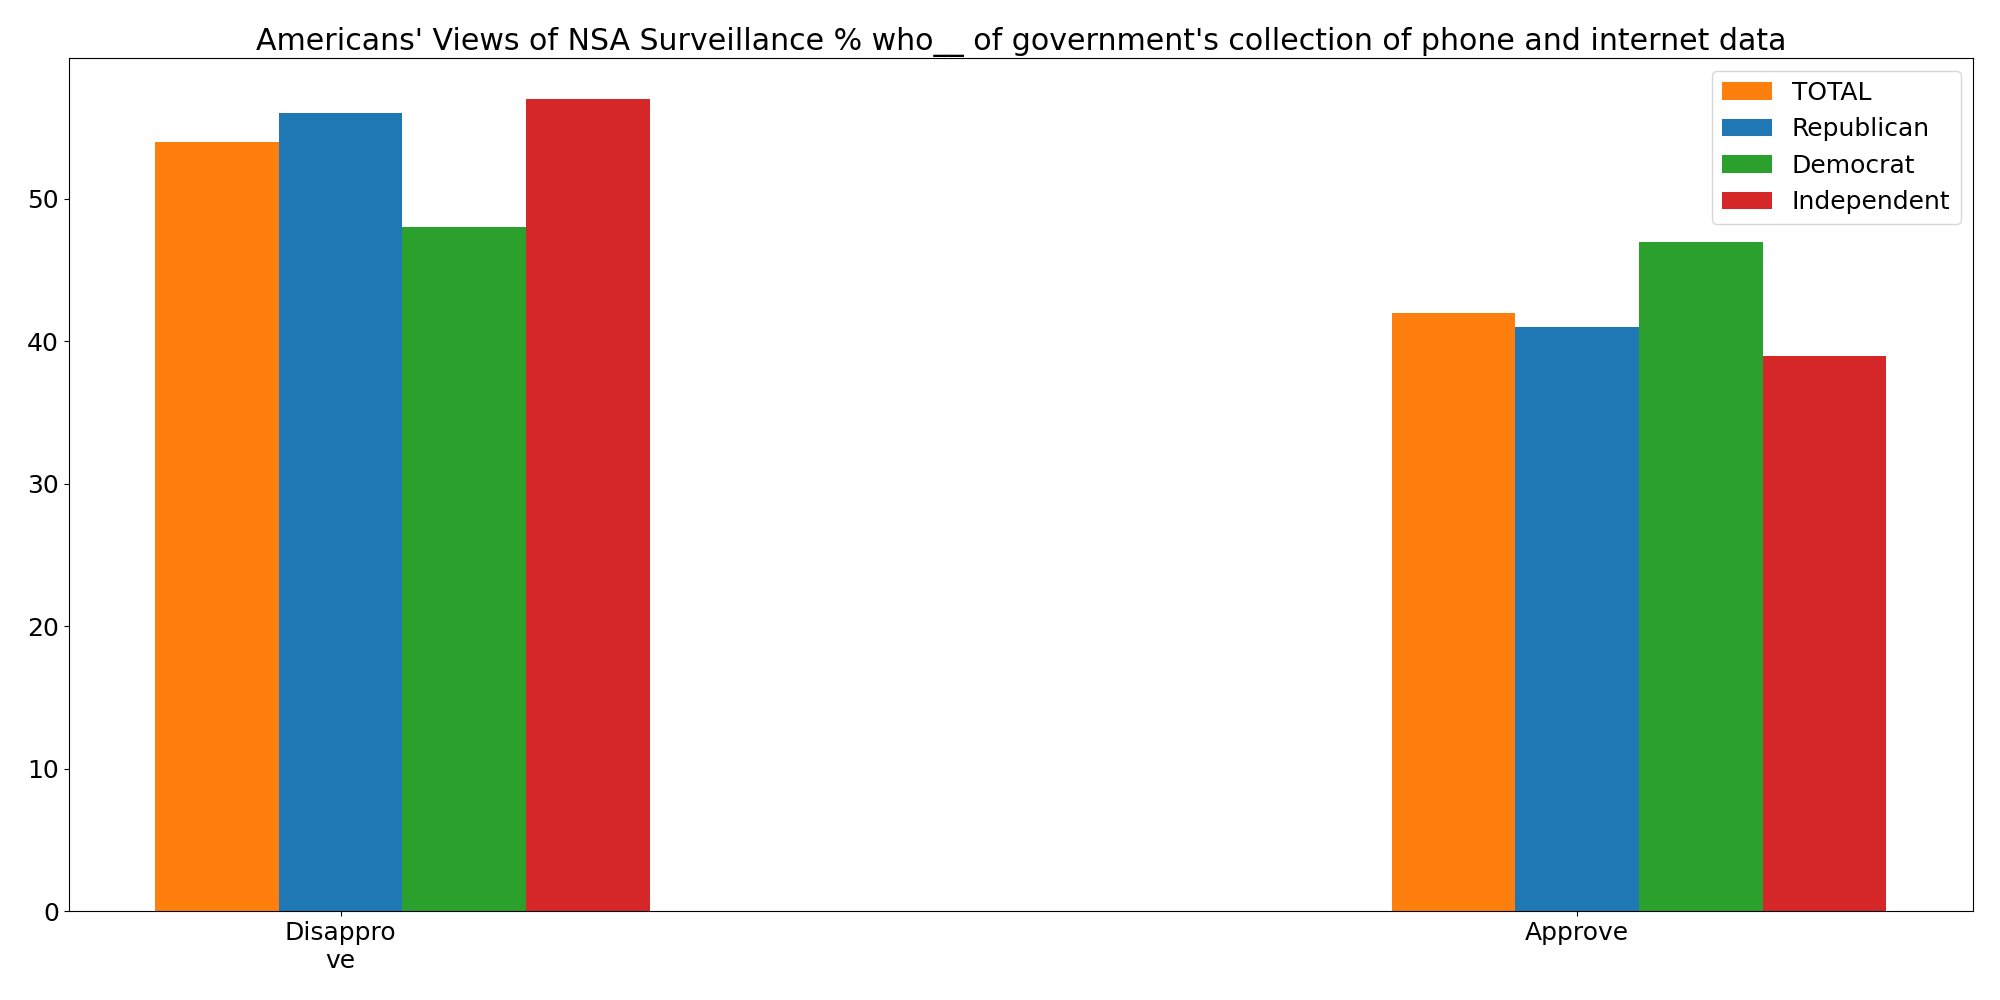 Americans' Views of NSA Surveillance % who__ of government's collection of phone and internet data
TOTAL
Republican
Democrat
Independent
50
40
30
20
10
0
Disappro
ve
Approve